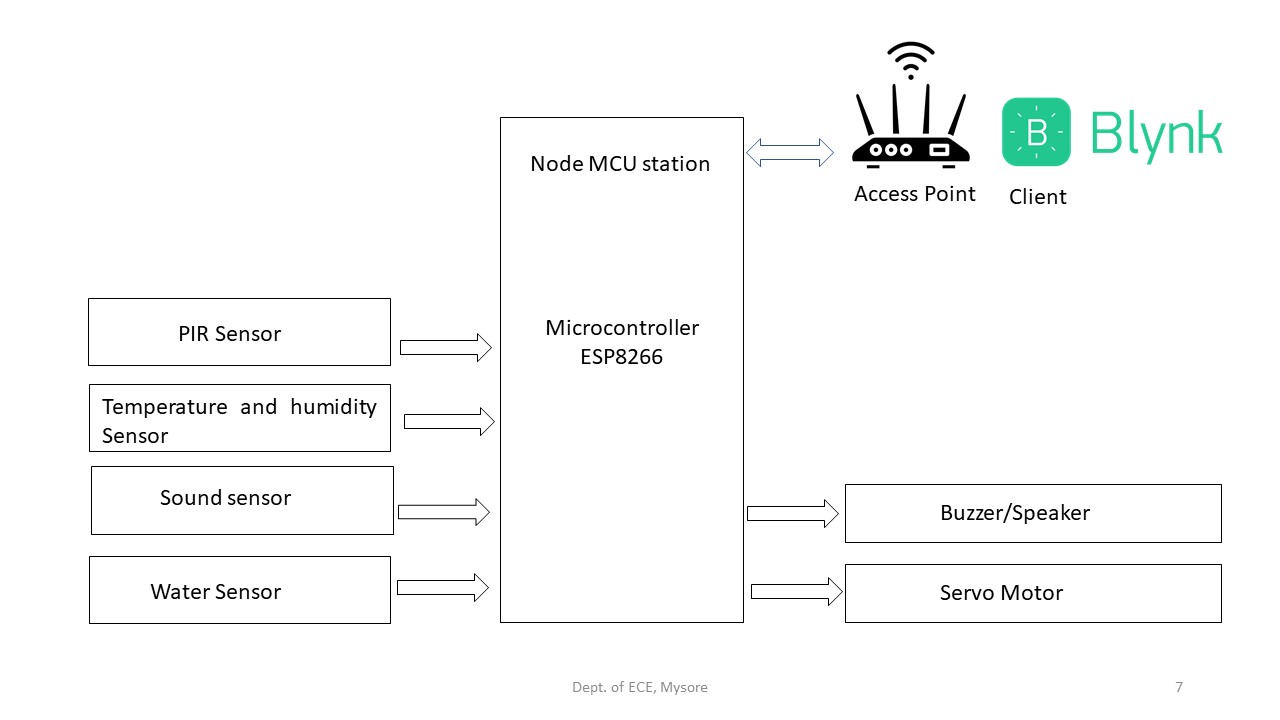 B Blynk
Node MCU station
Access Point
Client
PIR Sensor
Microcontroller
ESP8266
Temperature and humidity
Sensor
Sound sensor
Buzzer/Speaker
Water Sensor
Servo Motor
Dept. of ECE, Mysore
7